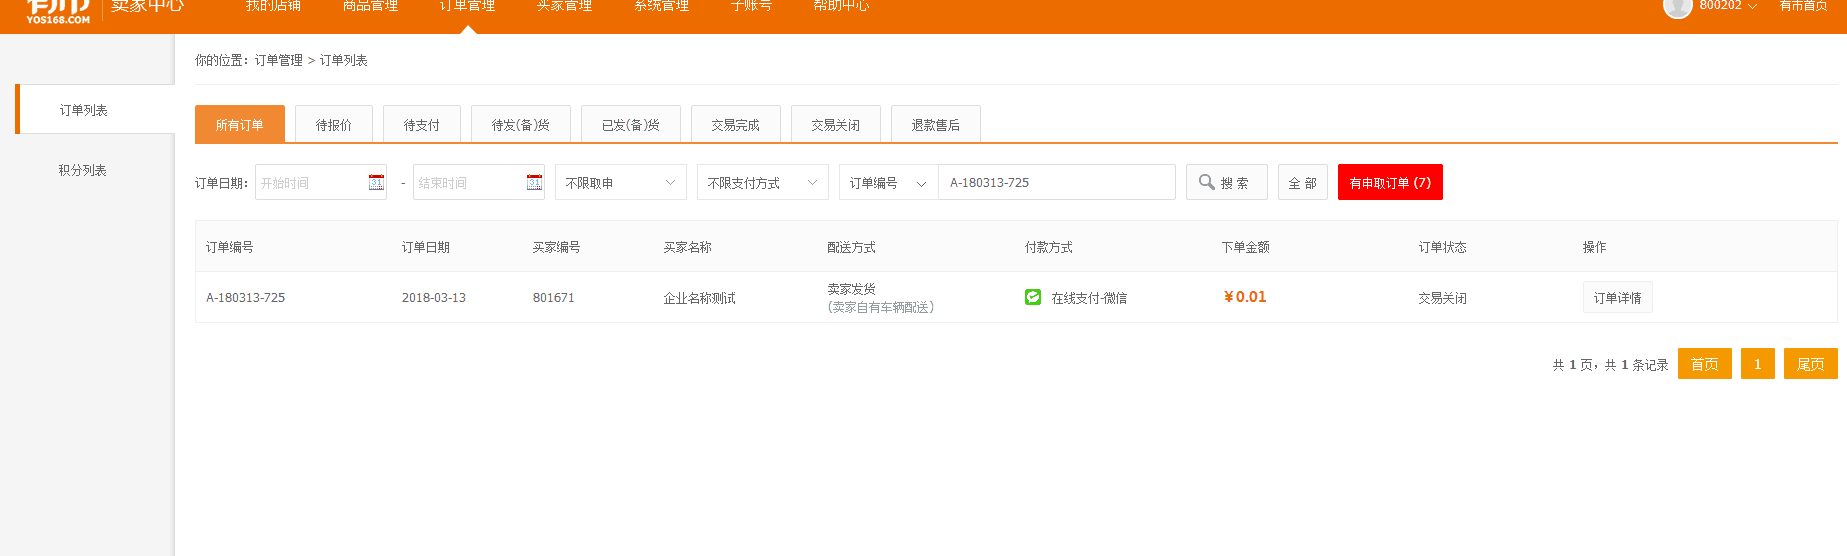 有市
YOS168.COM
卖家中心
我的店铺 商品管理 订单管理 买家管理 系统管理 子账号 帮助中心
800202 有市首页
你的位置：订单管理 > 订单列表
订单列表
积分列表
所有订单 待报价 待支付 待发(备)货 已发(备)货 交易完成 交易关闭 退款售后
订单日期： 开始时间 - 结束时间 不限取申 不限支付方式 订单编号 A-180313-725 搜 索 全 部 有申取订单 (7)
订单编号 订单日期 买家编号 买家名称 配送方式 付款方式 下单金额 订单状态 操作
A-180313-725 2018-03-13 801671 企业名称测试 卖家发货 在线支付-微信 ￥0.01 交易关闭 订单详情
(卖家自有车辆配送)
共 1 页，共 1 条记录 首页 1 尾页